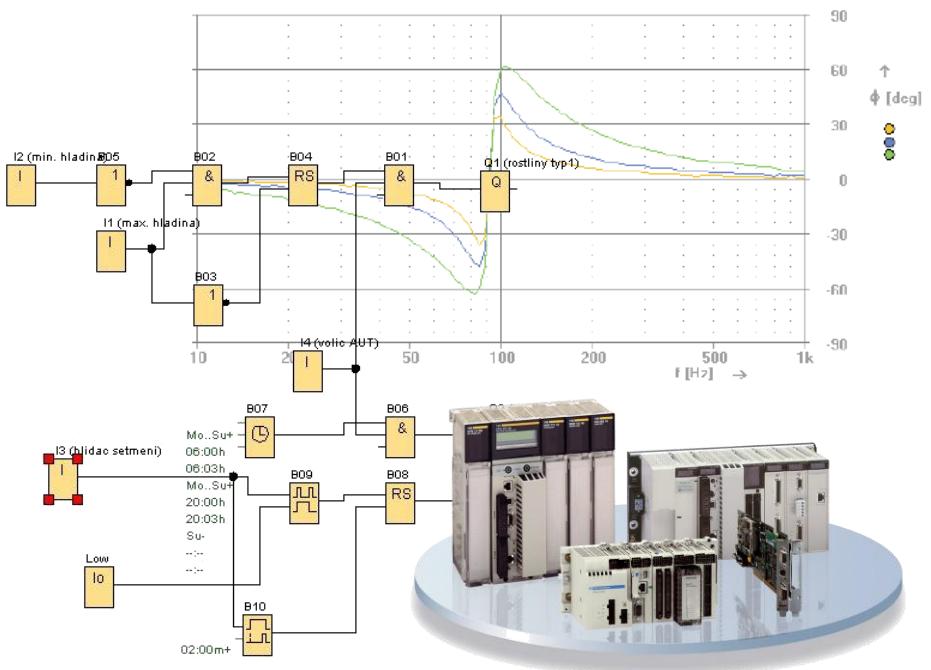 90
60
↑
Φ [deg]
30
0
-30
-60
-90
10
50
100
200
500
1k
f [Hz] →
I2 (min. hladina)
B05
B02
B04
B01
Q1 (rostliny typ1)
I
1
&
RS
&
Q
I1 (max. hladina)
I
B03
1
I4 (volic AUT)
I
B07
B06
&
Mo..Su+
06:00h
06:03h
Mo..Su+
20:00h
20:03h
Su-
--:--
--:--
I3 (hlidac setmeni)
I
B09
B08
RS
Low
lo
B10
02:00m+